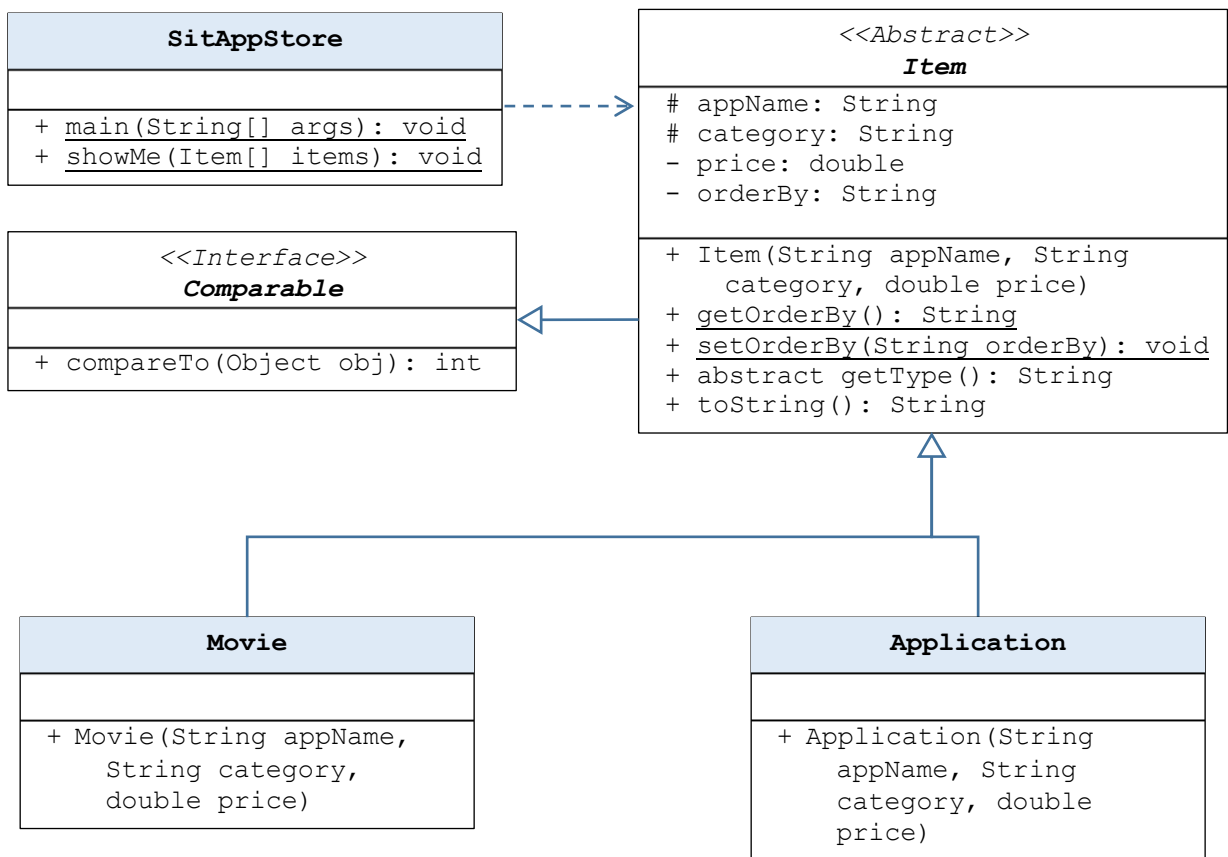 SitAppStore
+ main(String[] args): void
+ showMe(Item[] items): void
<<Abstract>>
Item
# appName: String
# category: String
- price: double
- orderBy: String
+ Item(String appName, String
category, double price)
+ getOrderBy(): String
+ setOrderBy(String orderBy): void
+ abstract getType(): String
+ toString(): String
<<Interface>>
Comparable
+ compareTo(Object obj): int
Movie
+ Movie(String appName,
String category,
double price)
Application
+ Application(String
appName, String
category, double
price)